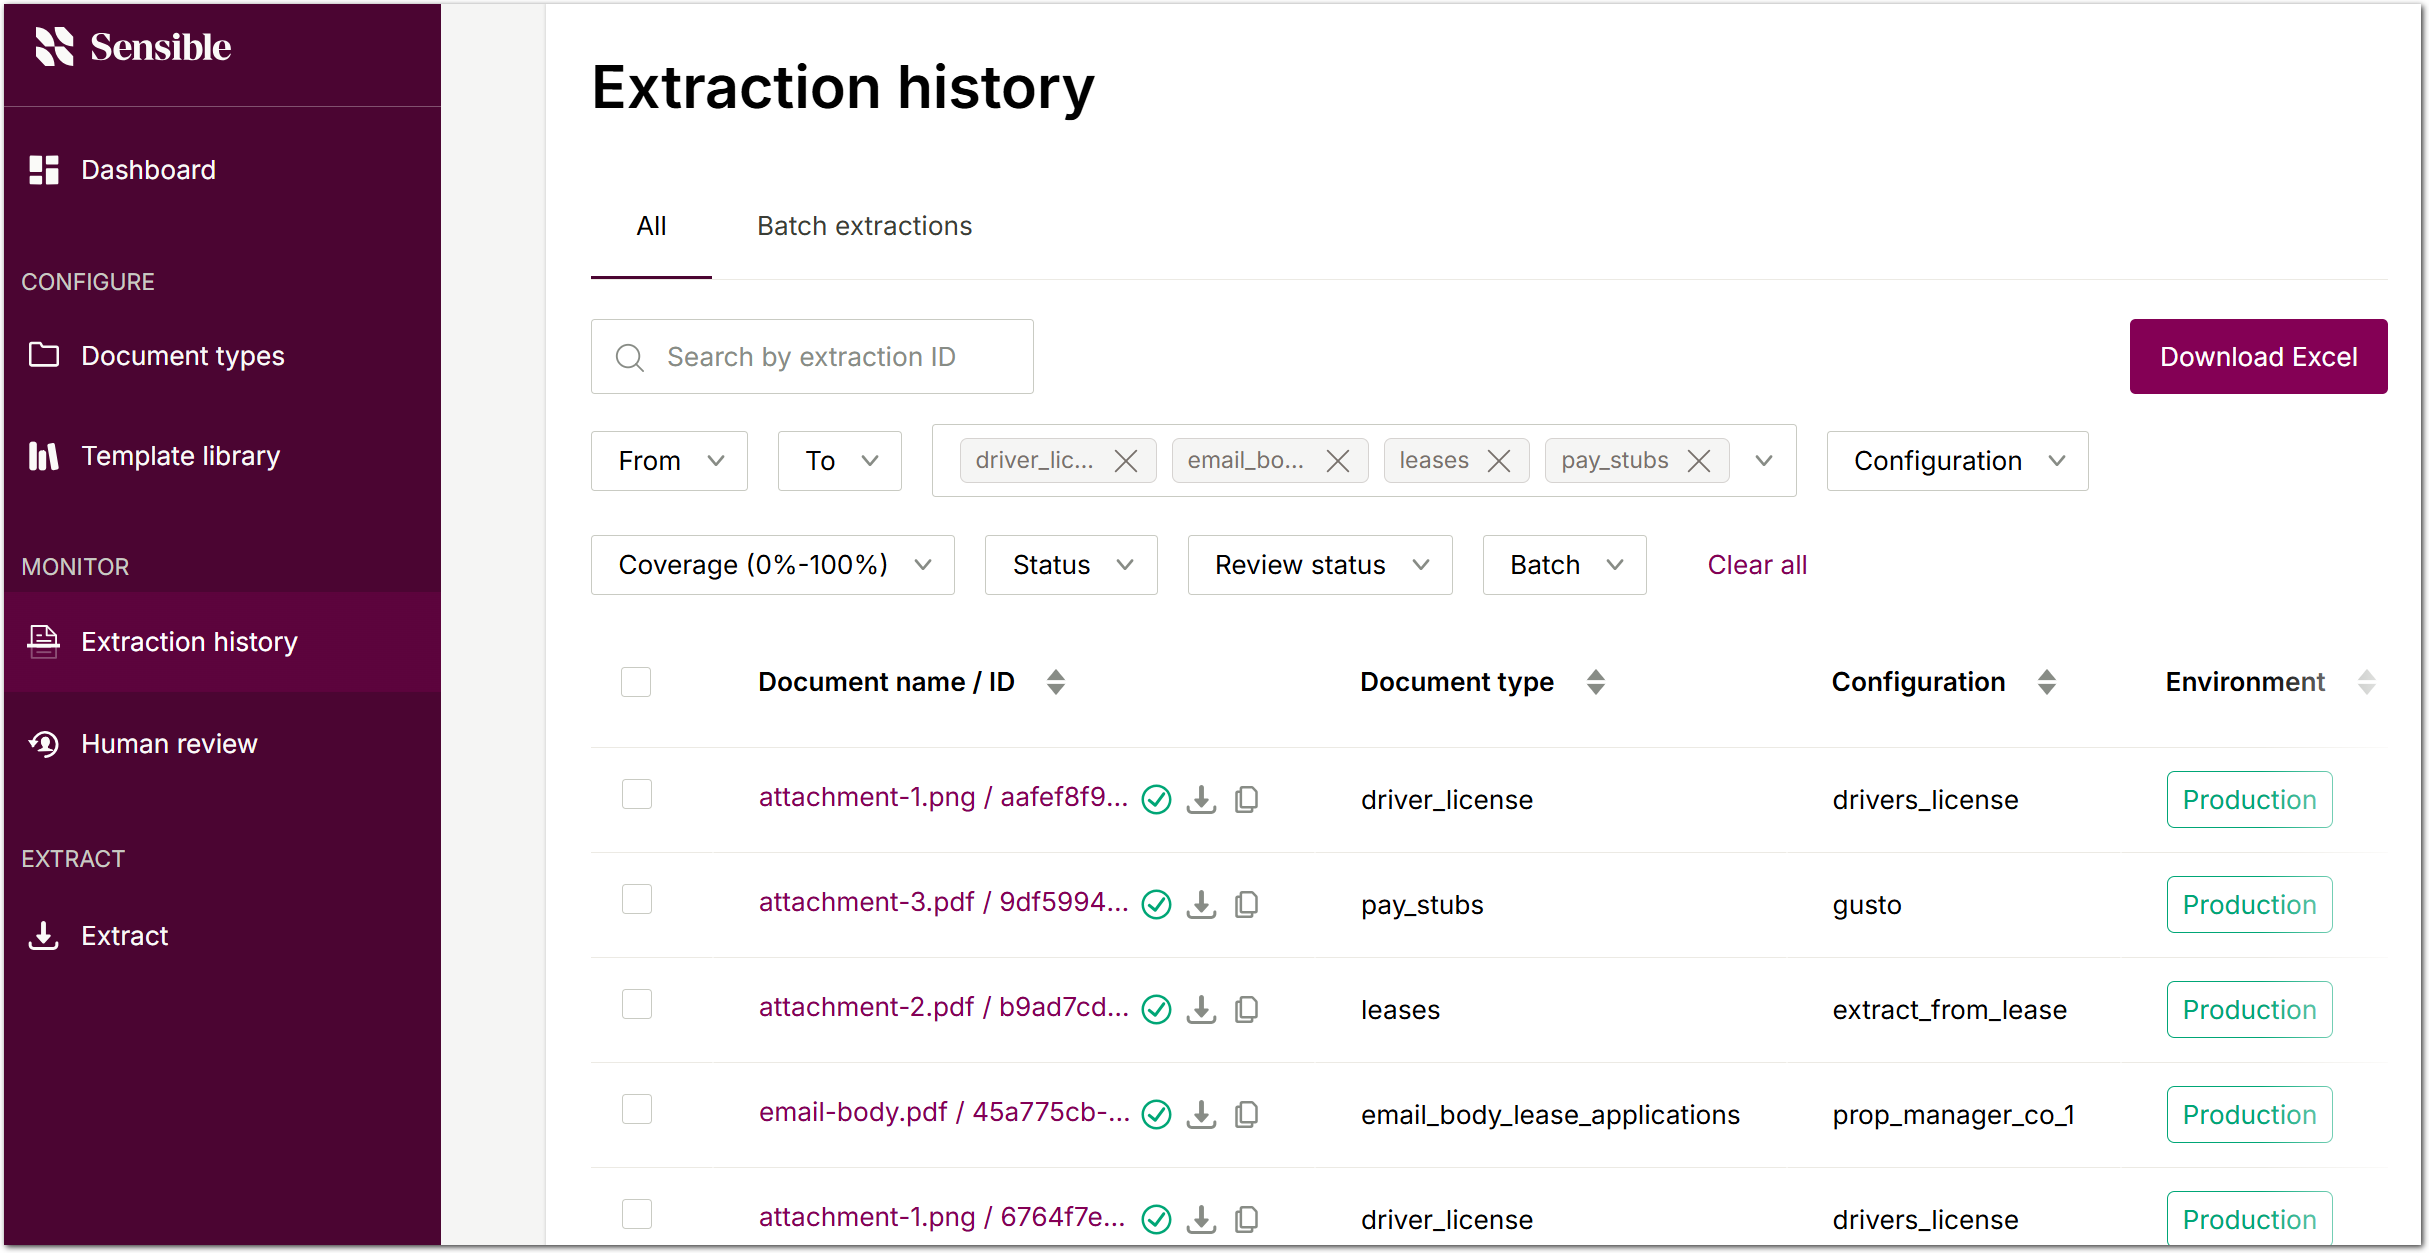 Sensible
Dashboard
CONFIGURE
Document types
Template library
MONITOR
Extraction history
Human review
EXTRACT
Extract
Extraction history
All Batch extractions
Search by extraction ID Download Excel
From To driver_lic... email_bo... leases pay_stubs Configuration
Coverage (0%-100%) Status Review status Batch Clear all
Document name / ID Document type Configuration Environment
attachment-1.png / aafef8f9... driver_license drivers_license Production
attachment-3.pdf / 9df5994... pay_stubs gusto Production
attachment-2.pdf / b9ad7cd... leases extract_from_lease Production
email-body.pdf / 45a775cb-... email_body_lease_applications prop_manager_co_1 Production
attachment-1.png / 6764f7e... driver_license drivers_license Production